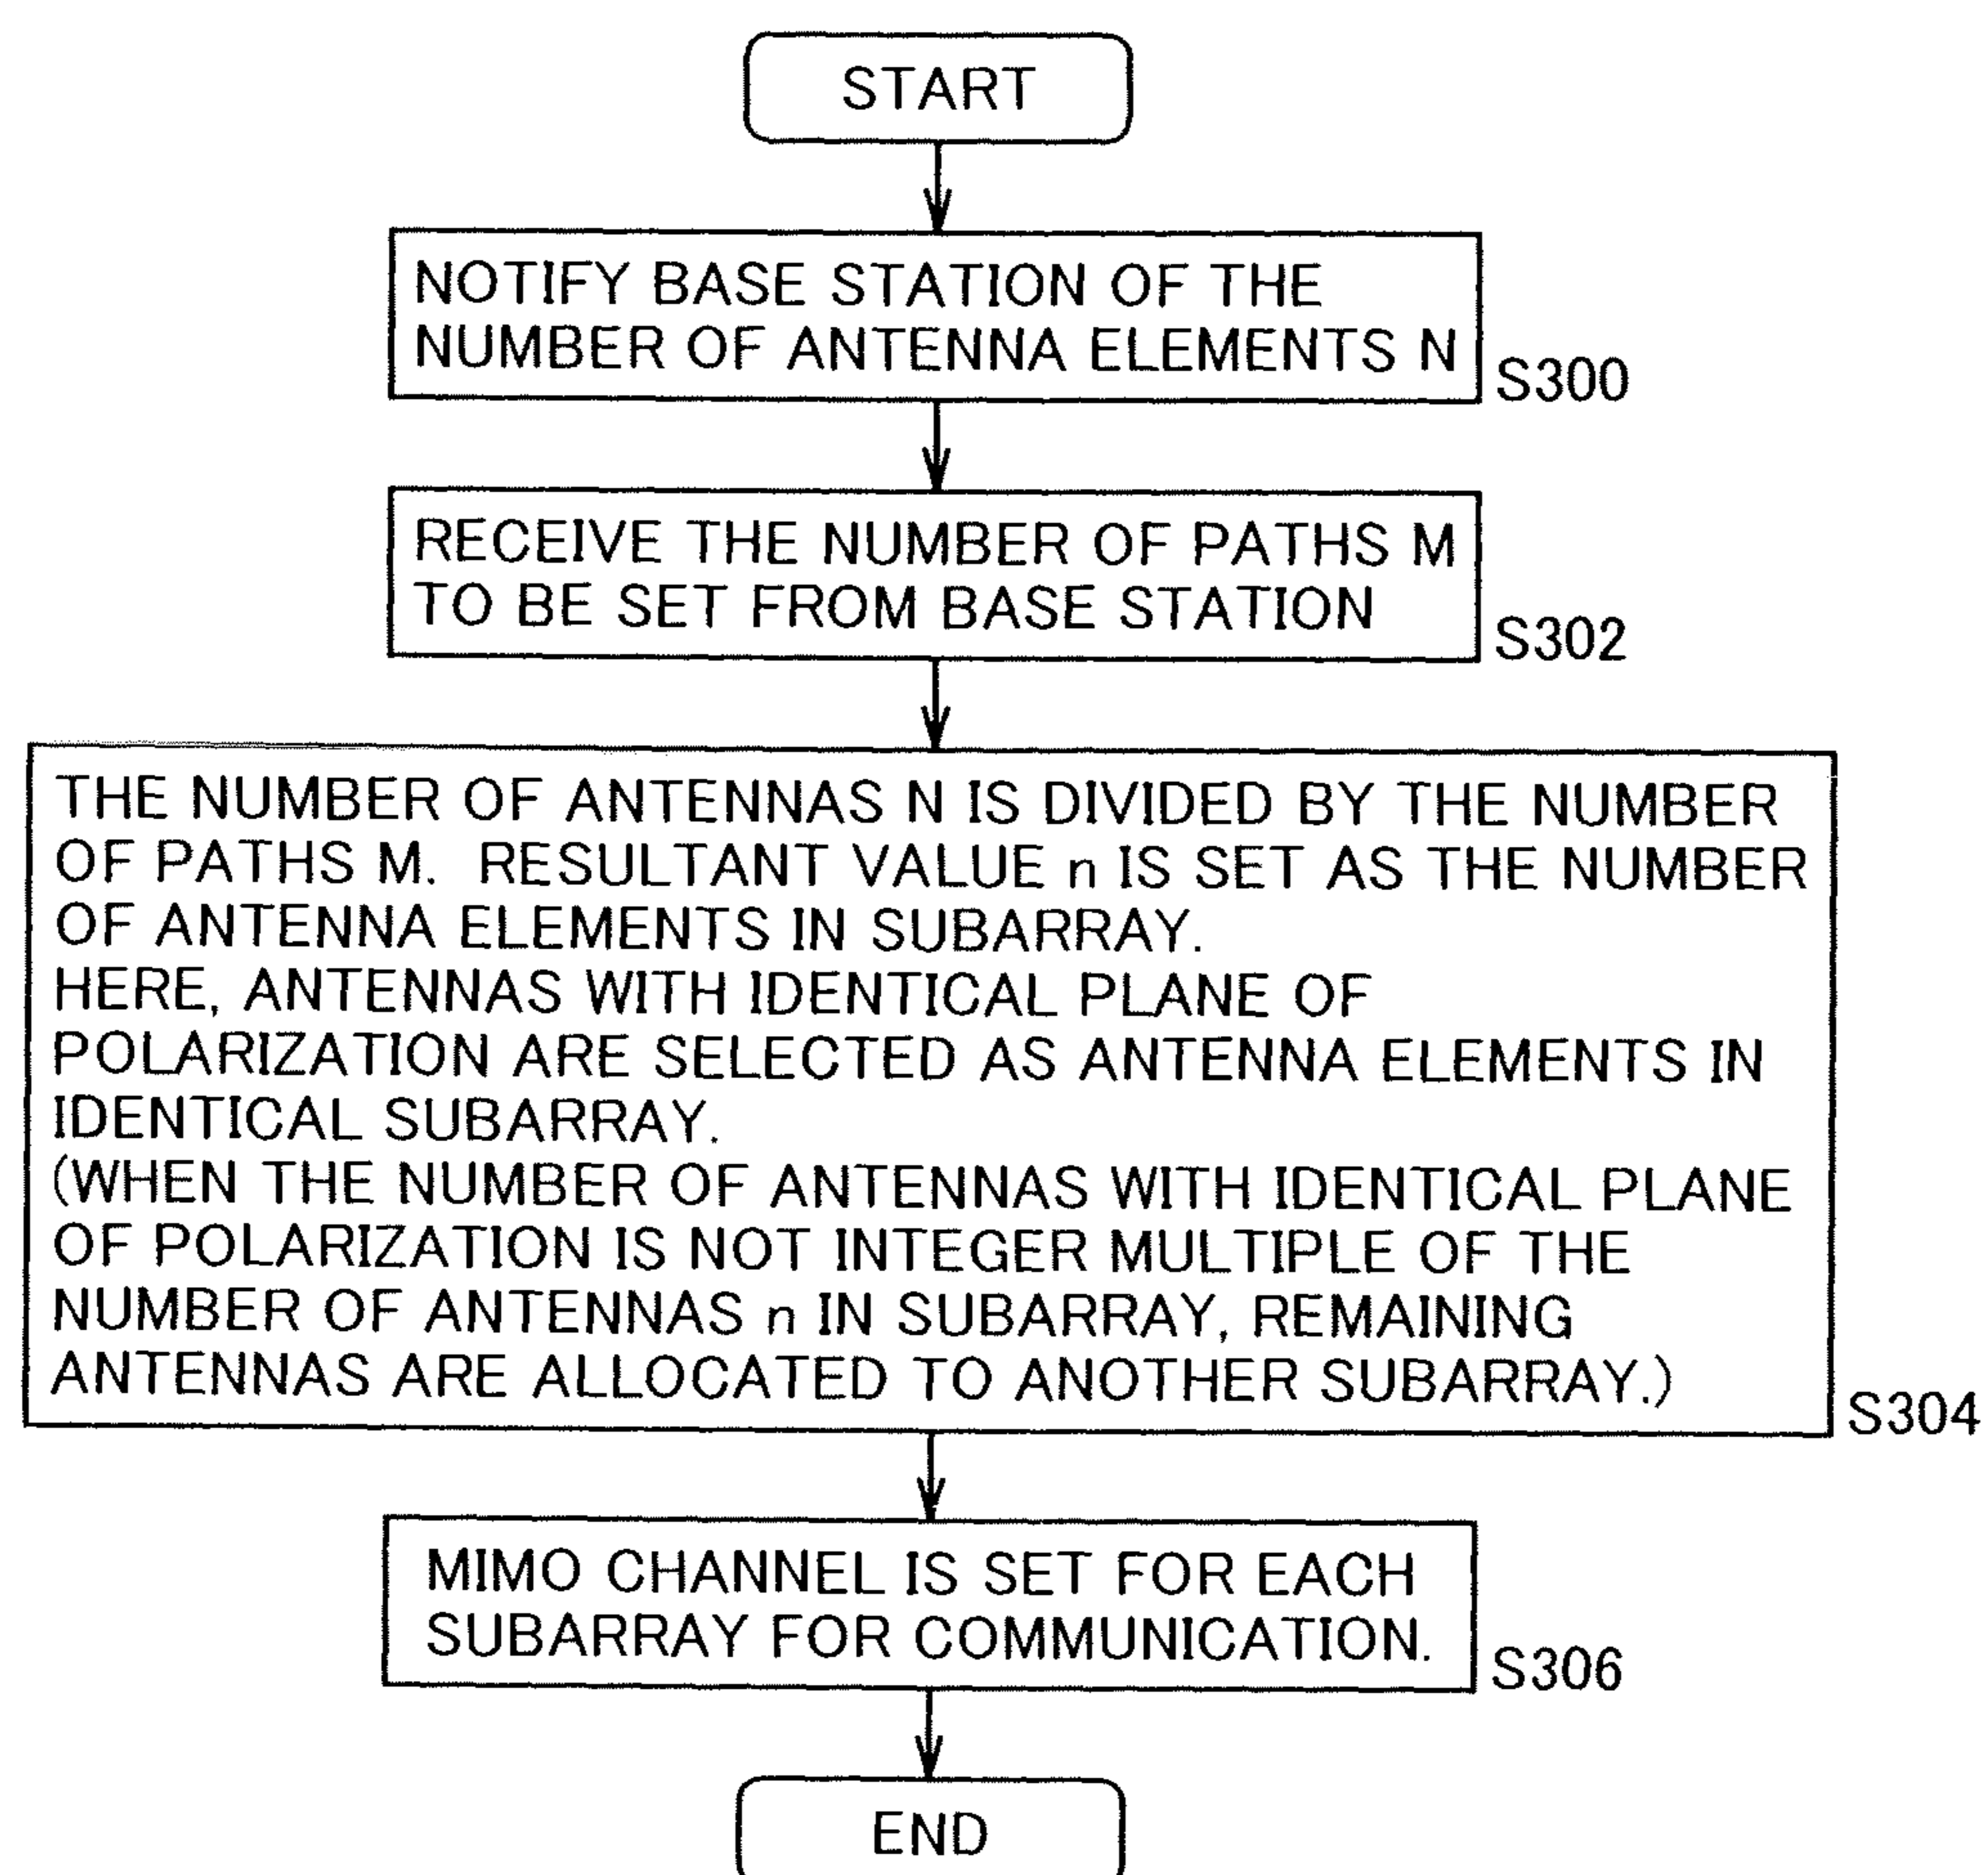 START
NOTIFY BASE STATION OF THE
NUMBER OF ANTENNA ELEMENTS N
S300
RECEIVE THE NUMBER OF PATHS M
TO BE SET FROM BASE STATION
S302
THE NUMBER OF ANTENNAS N IS DIVIDED BY THE NUMBER
OF PATHS M. RESULTANT VALUE n IS SET AS THE NUMBER
OF ANTENNA ELEMENTS IN SUBARRAY.
HERE, ANTENNAS WITH IDENTICAL PLANE OF
POLARIZATION ARE SELECTED AS ANTENNA ELEMENTS IN
IDENTICAL SUBARRAY.
(WHEN THE NUMBER OF ANTENNAS WITH IDENTICAL PLANE
OF POLARIZATION IS NOT INTEGER MULTIPLE OF THE
NUMBER OF ANTENNAS n IN SUBARRAY, REMAINING
ANTENNAS ARE ALLOCATED TO ANOTHER SUBARRAY.)
S304
MIMO CHANNEL IS SET FOR EACH
SUBARRAY FOR COMMUNICATION.
S306
END